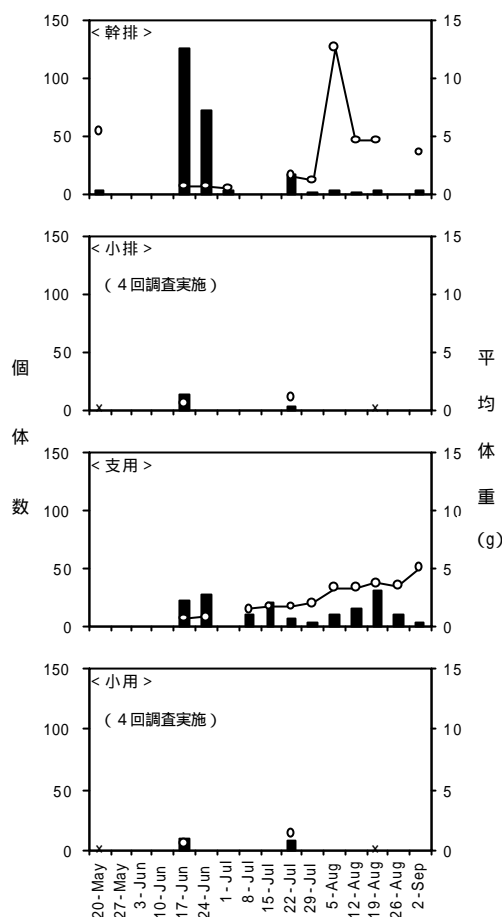 <幹排>
150
100
50
0
15
10
5
0
<小排>
(4回調査実施)
150
100
50
0
15
10
5
0
個体数
平均体重(g)
<支用>
150
100
50
0
15
10
5
0
<小用>
(4回調査実施)
150
100
50
0
15
10
5
0
20-May
27-May
3-Jun
10-Jun
17-Jun
24-Jun
1-Jul
8-Jul
15-Jul
22-Jul
29-Jul
5-Aug
12-Aug
19-Aug
26-Aug
2-Sep